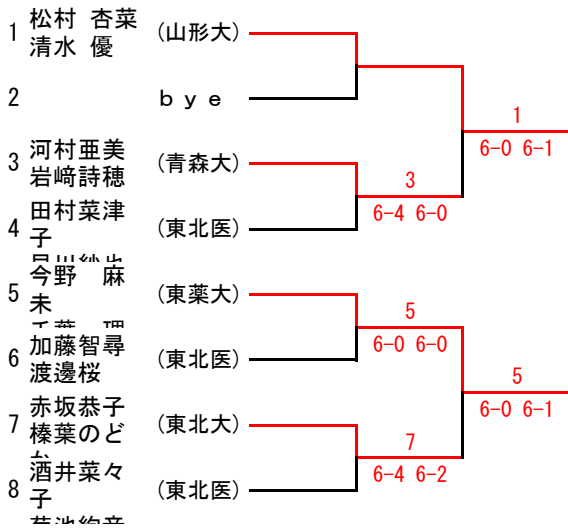 1 松村 杏菜
清水 優 (山形大)
2 ｂｙｅ
3 河村亜美
岩﨑詩穂 (青森大)
4 田村菜津
子 (東北医)
5 今野 麻
未 (東薬大)
6 加藤智尋
渡邊桜 (東北医)
7 赤坂恭子
榛葉のど (東北大)
8 酒井菜々
子 (東北医)
3
6-4 6-0
5
6-0 6-0
7
6-4 6-2
1
6-0 6-1
5
6-0 6-1